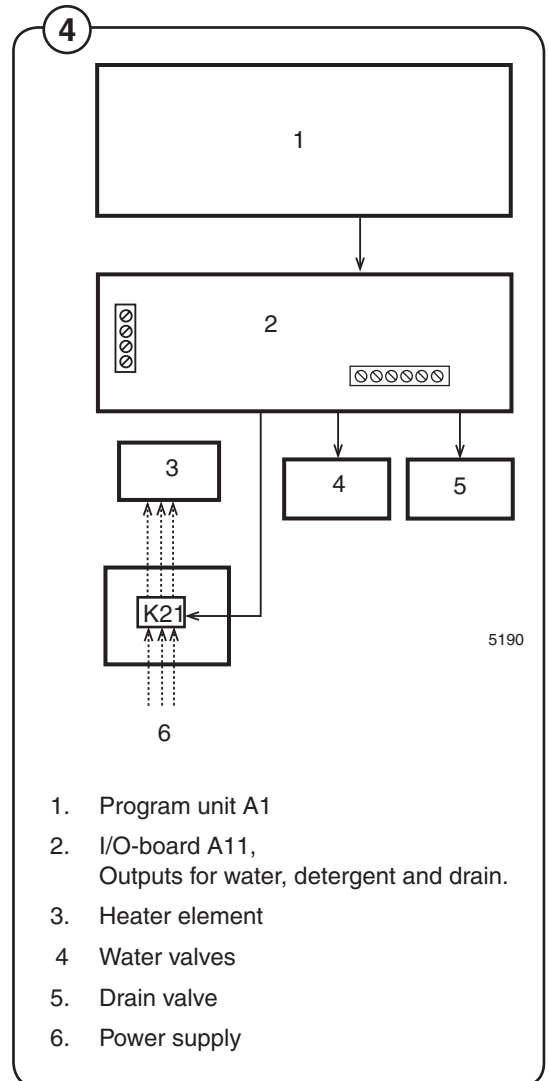 4
1
2
3
4
5
K21
5190
6
1. Program unit A1
2. I/O-board A11,
Outputs for water, detergent and drain.
3. Heater element
4 Water valves
5. Drain valve
6. Power supply